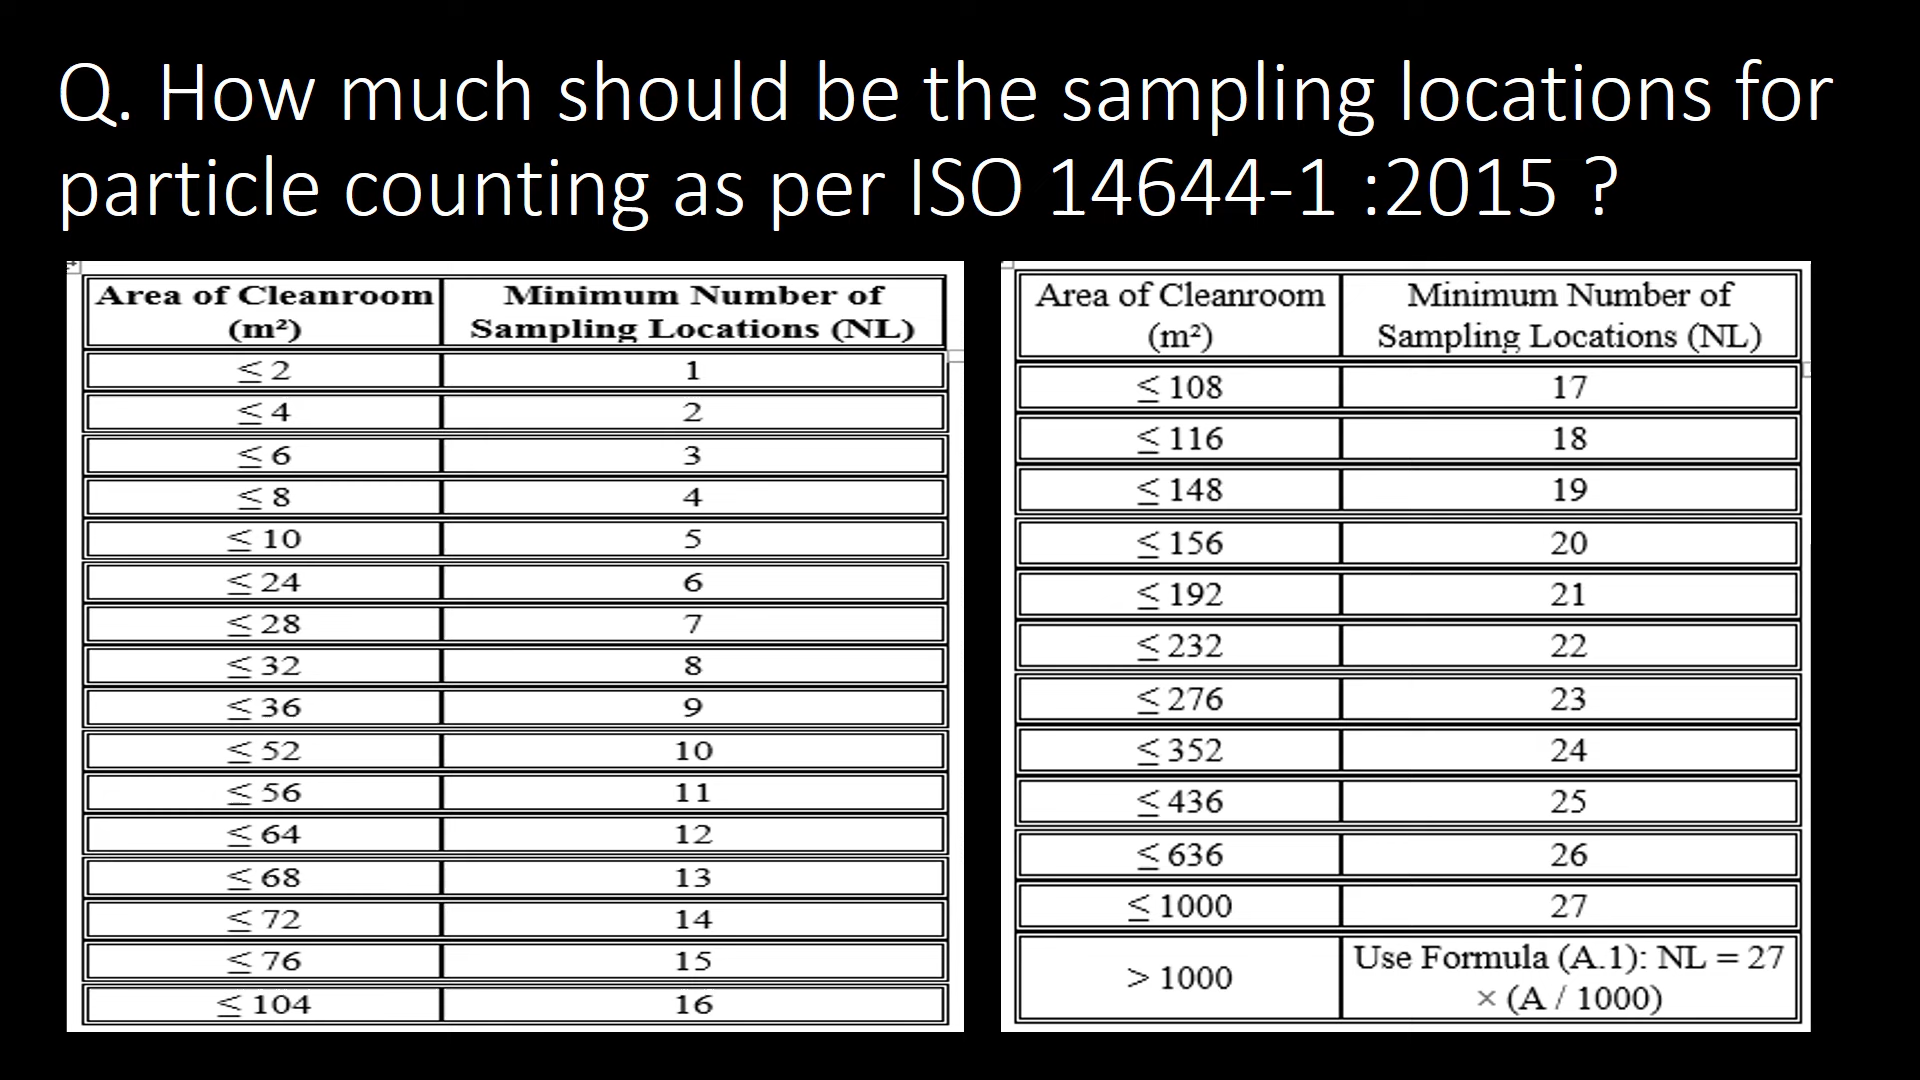 Q. How much should be the sampling locations for
particle counting as per ISO 14644-1 :2015 ?
Area of Cleanroom (m²) Minimum Number of Sampling Locations (NL)
≤ 2 1
≤ 4 2
≤ 6 3
≤ 8 4
≤ 10 5
≤ 24 6
≤ 28 7
≤ 32 8
≤ 36 9
≤ 52 10
≤ 56 11
≤ 64 12
≤ 68 13
≤ 72 14
≤ 76 15
≤ 104 16
Area of Cleanroom (m²) Minimum Number of Sampling Locations (NL)
≤ 108 17
≤ 116 18
≤ 148 19
≤ 156 20
≤ 192 21
≤ 232 22
≤ 276 23
≤ 352 24
≤ 436 25
≤ 636 26
≤ 1000 27
> 1000 Use Formula (A.1): NL = 27 × (A / 1000)